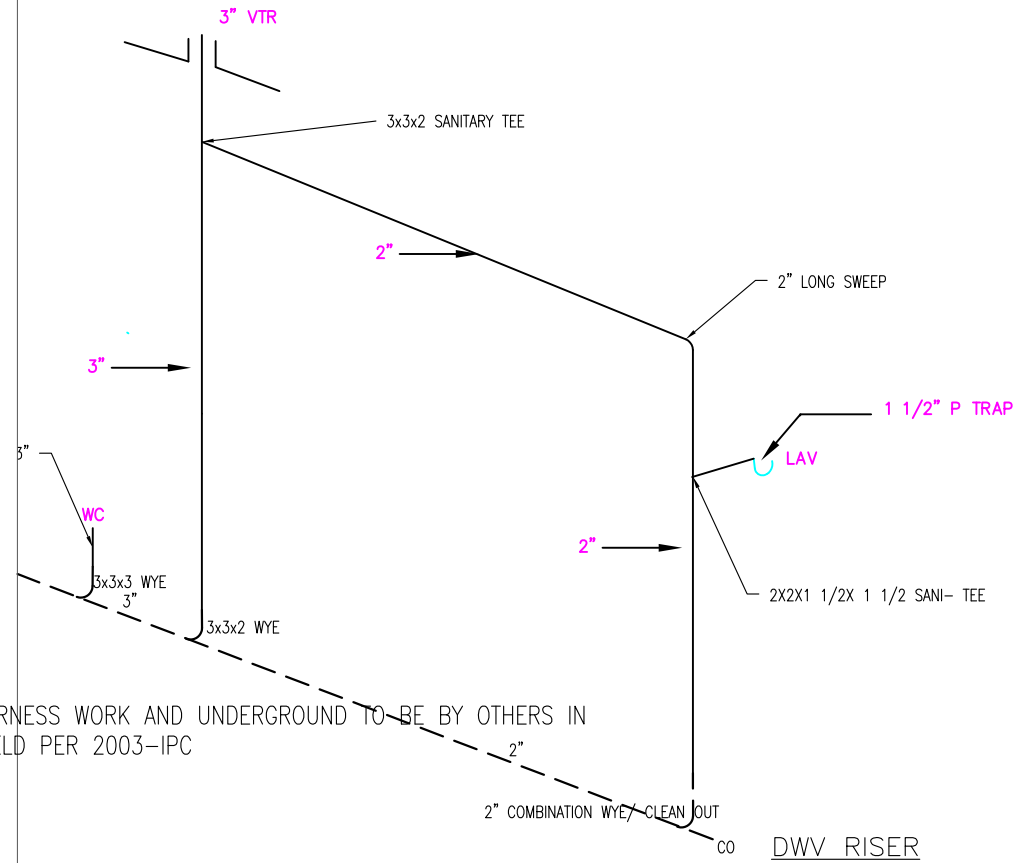 3" VTR
3x3x2 SANITARY TEE
2"
2" LONG SWEEP
3"
1 1/2" P TRAP
3"
LAV
WC
2"
3x3x3 WYE
3"
2X2X1 1/2X 1 1/2 SANI- TEE
3x3x2 WYE
RNESS WORK AND UNDERGROUND TO BE BY OTHERS IN
ELD PER 2003-IPC
2"
2" COMBINATION WYE/ CLEAN OUT
CO
DWV RISER